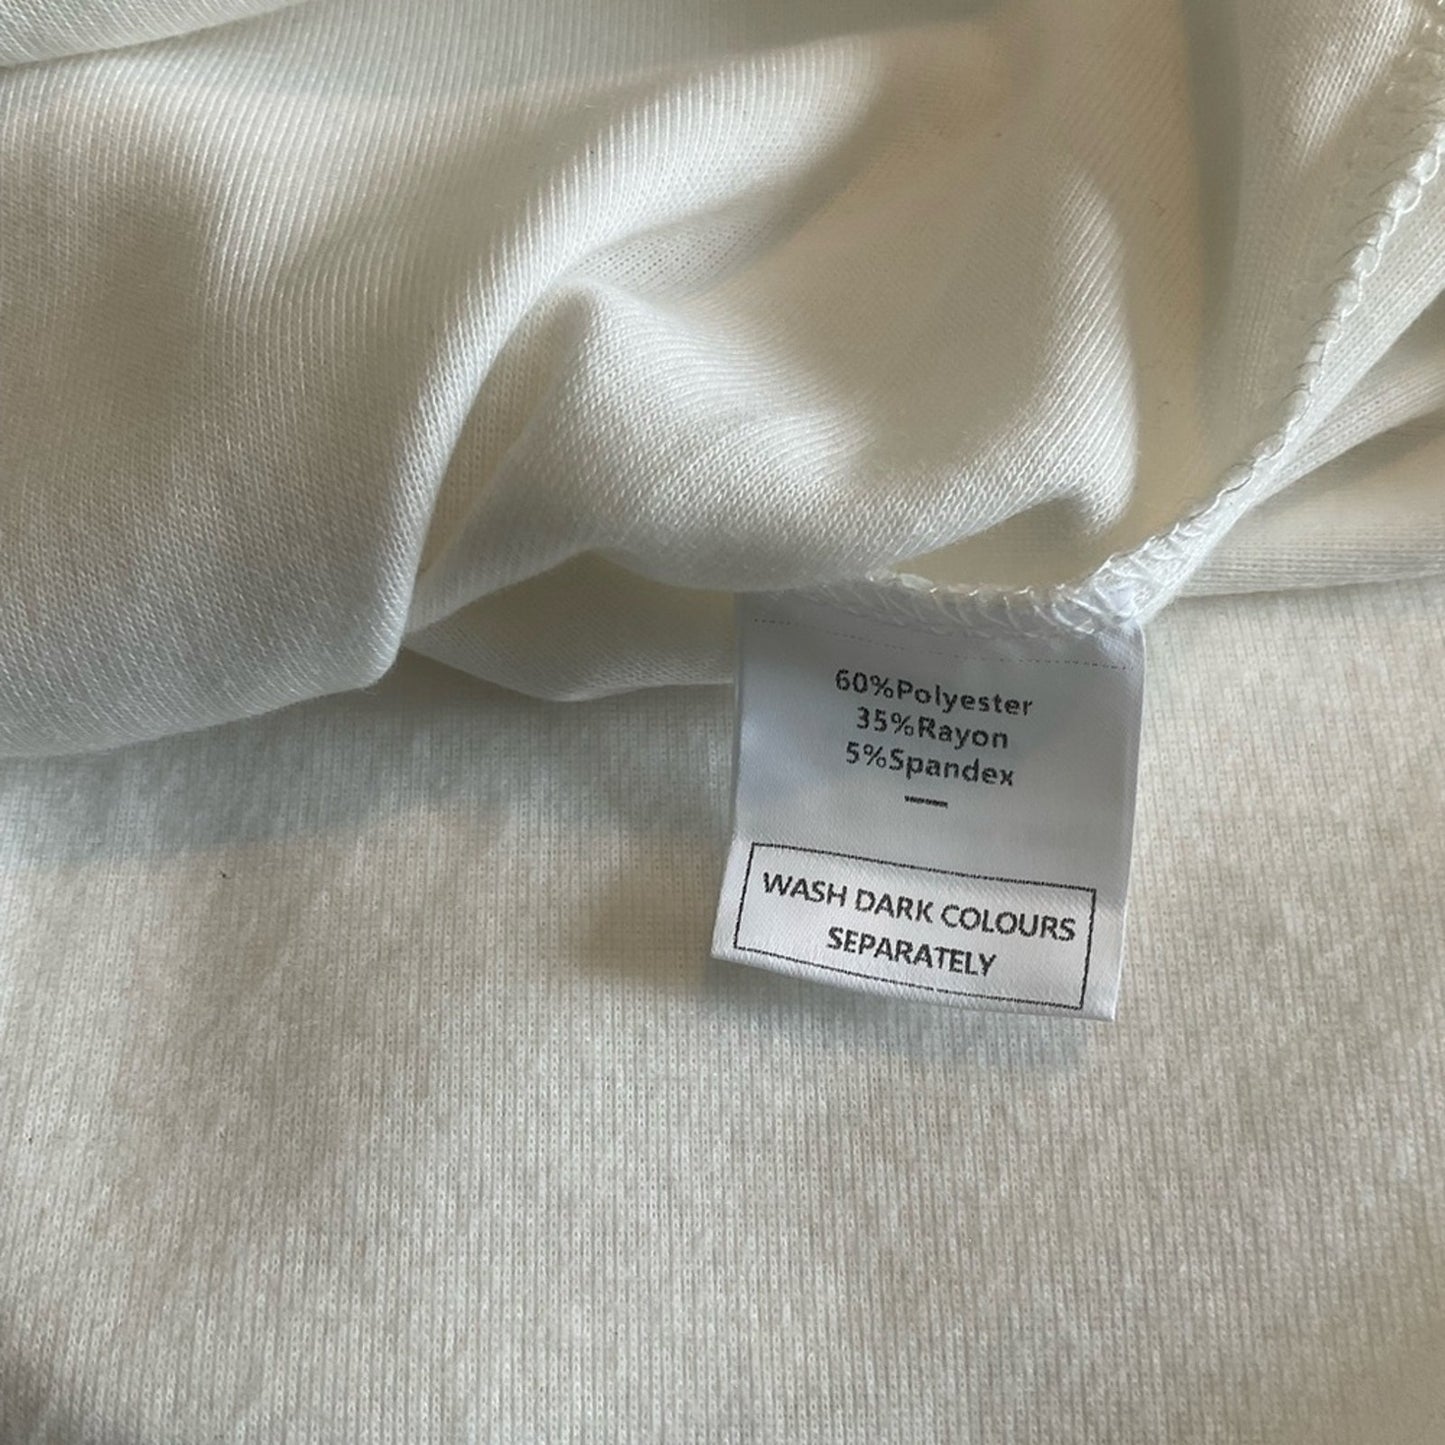 60%Polyester
35%Rayon
5%Spandex
WASH DARK COLOURS
SEPARATELY